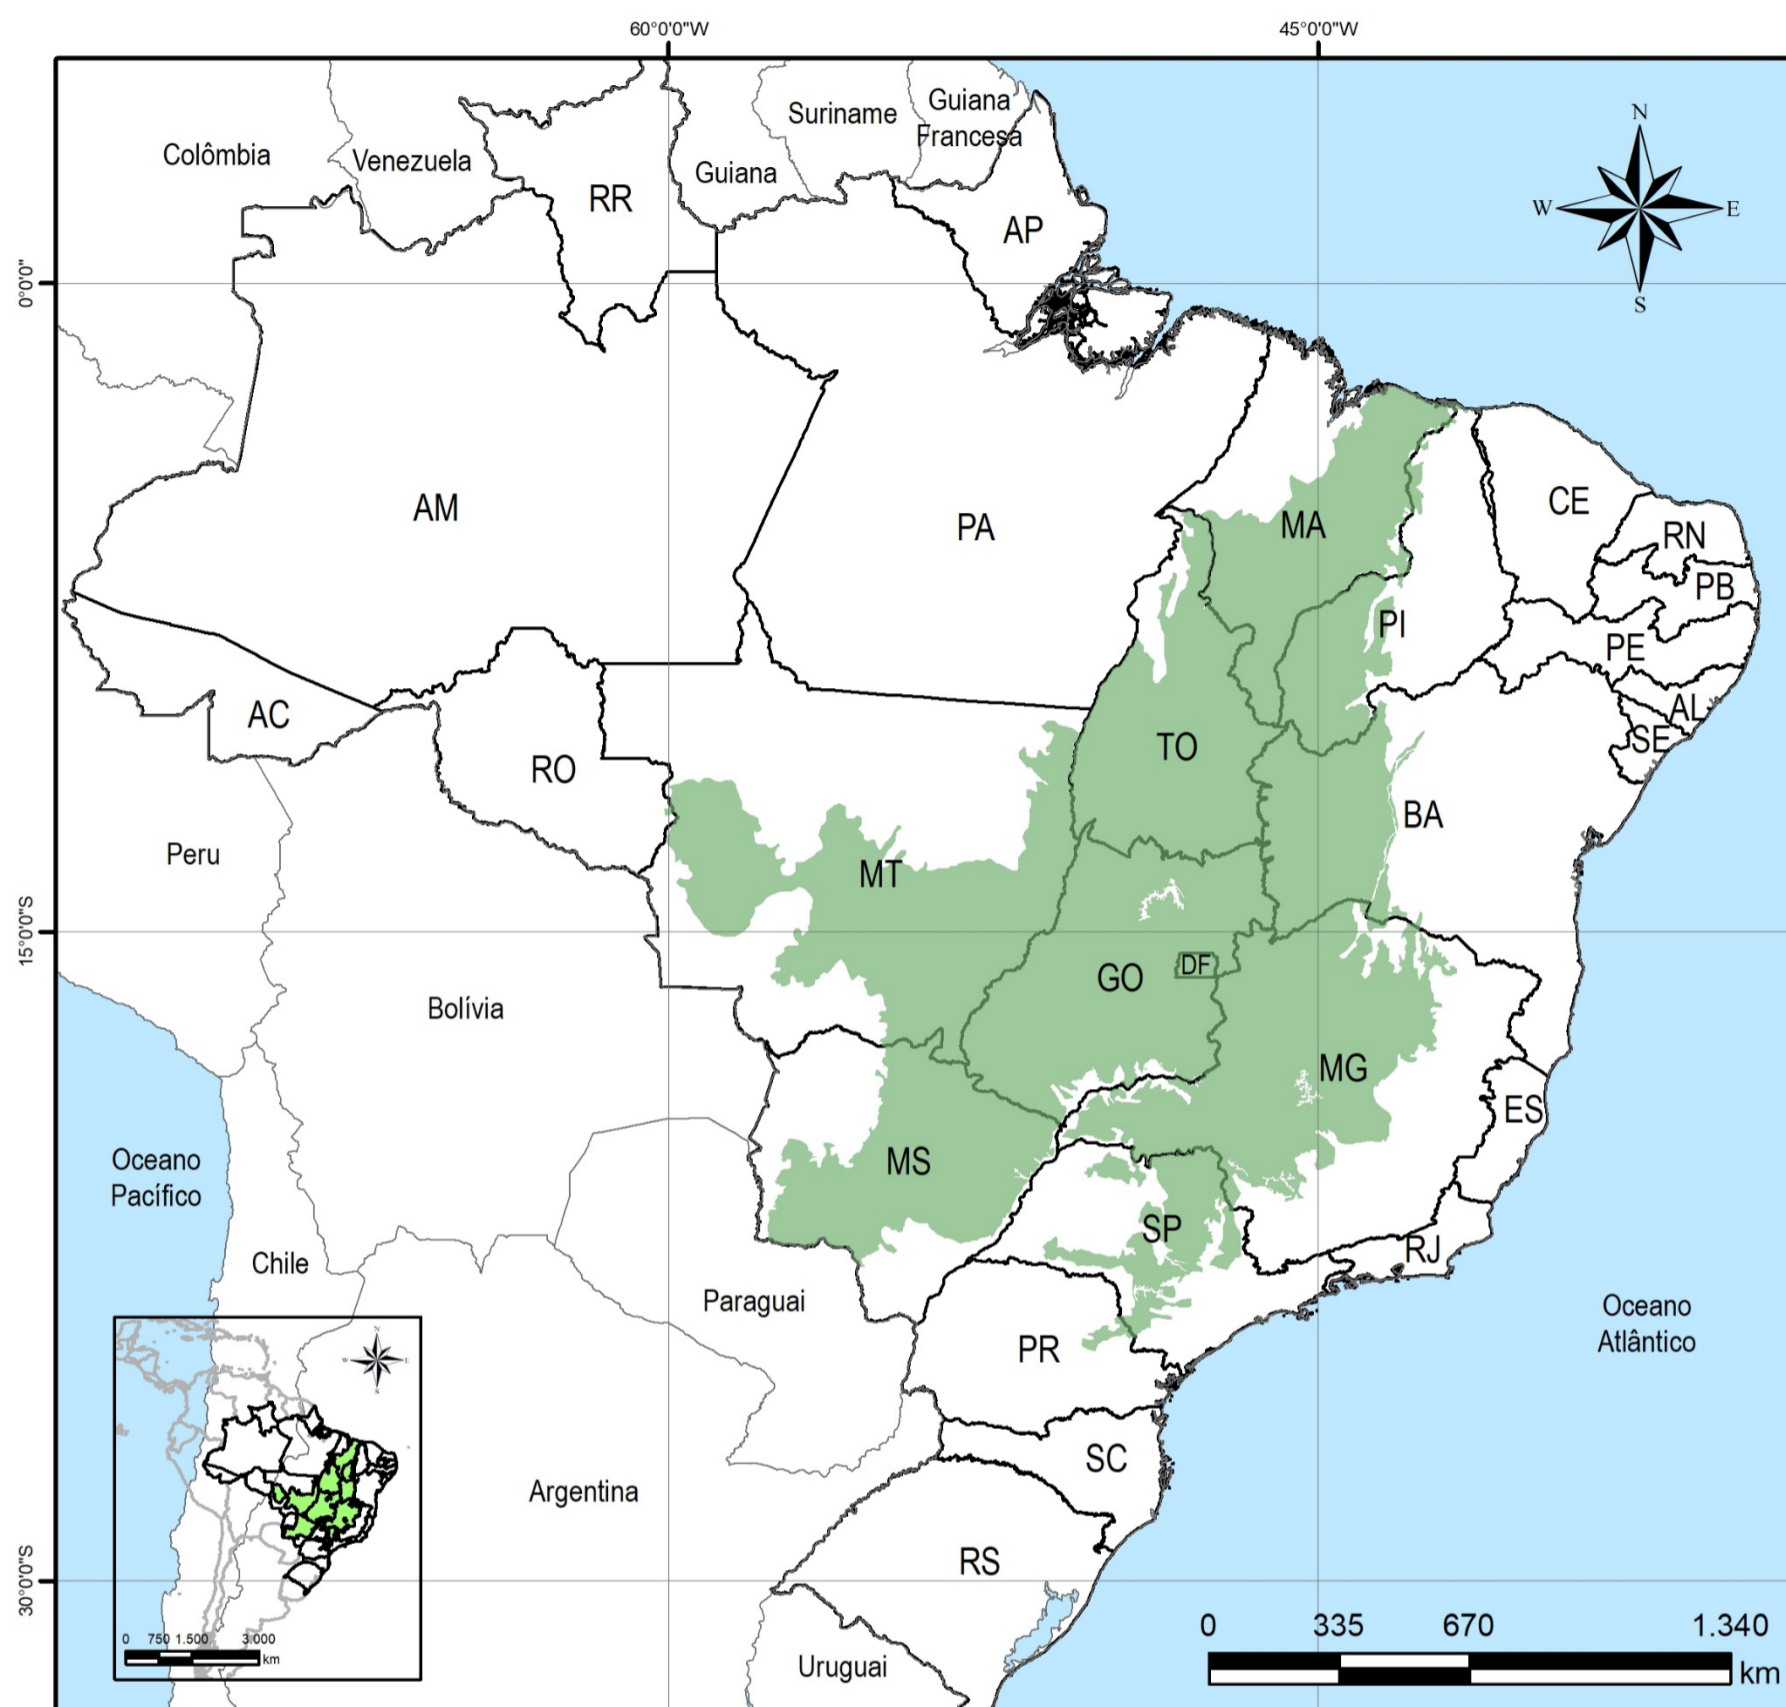 60°0'0"W
45°0'0"W
0°0'0"
15°0'0"S
30°0'0"S
Colômbia
Venezuela
Guiana
Suriname
Guiana
Francesa
N
W
E
S
RR
AP
AM
PA
MA
CE
RN
PB
PI
PE
AL
SE
AC
RO
TO
BA
MT
Peru
GO
DF
Bolívia
MG
ES
MS
SP
RJ
Oceano
Pacífico
Chile
Paraguai
PR
Oceano
Atlântico
SC
Argentina
RS
Uruguai
N
W
E
S
0 750 1.500 3.000
km
0 335 670 1.340
km